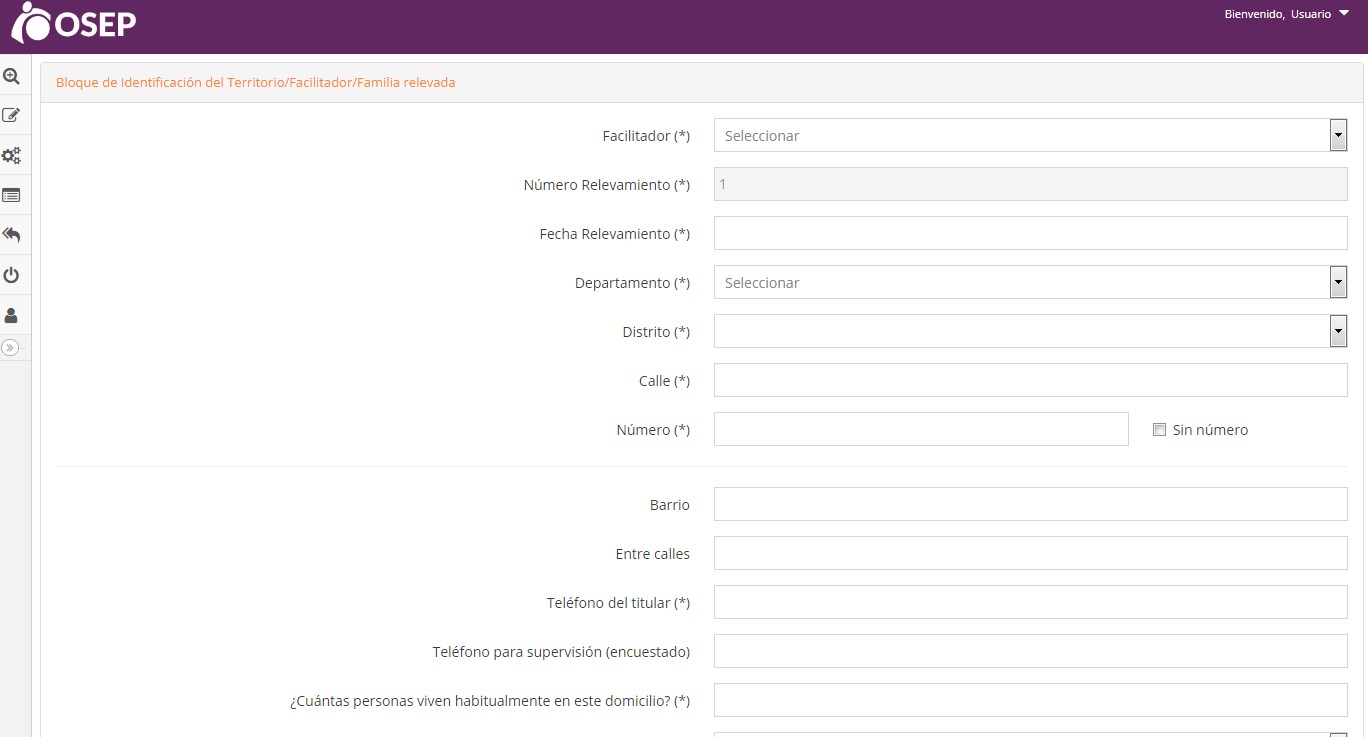 OSEP
Bienvenido, Usuario
Bloque de Identificación del Territorio/Facilitador/Familia relevada
Facilitador (*) Seleccionar
Número Relevamiento (*) 1
Fecha Relevamiento (*)
Departamento (*) Seleccionar
Distrito (*)
Calle (*)
Número (*) Sin número
Barrio
Entre calles
Teléfono del titular (*)
Teléfono para supervisión (encuestado)
¿Cuántas personas viven habitualmente en este domicilio? (*)